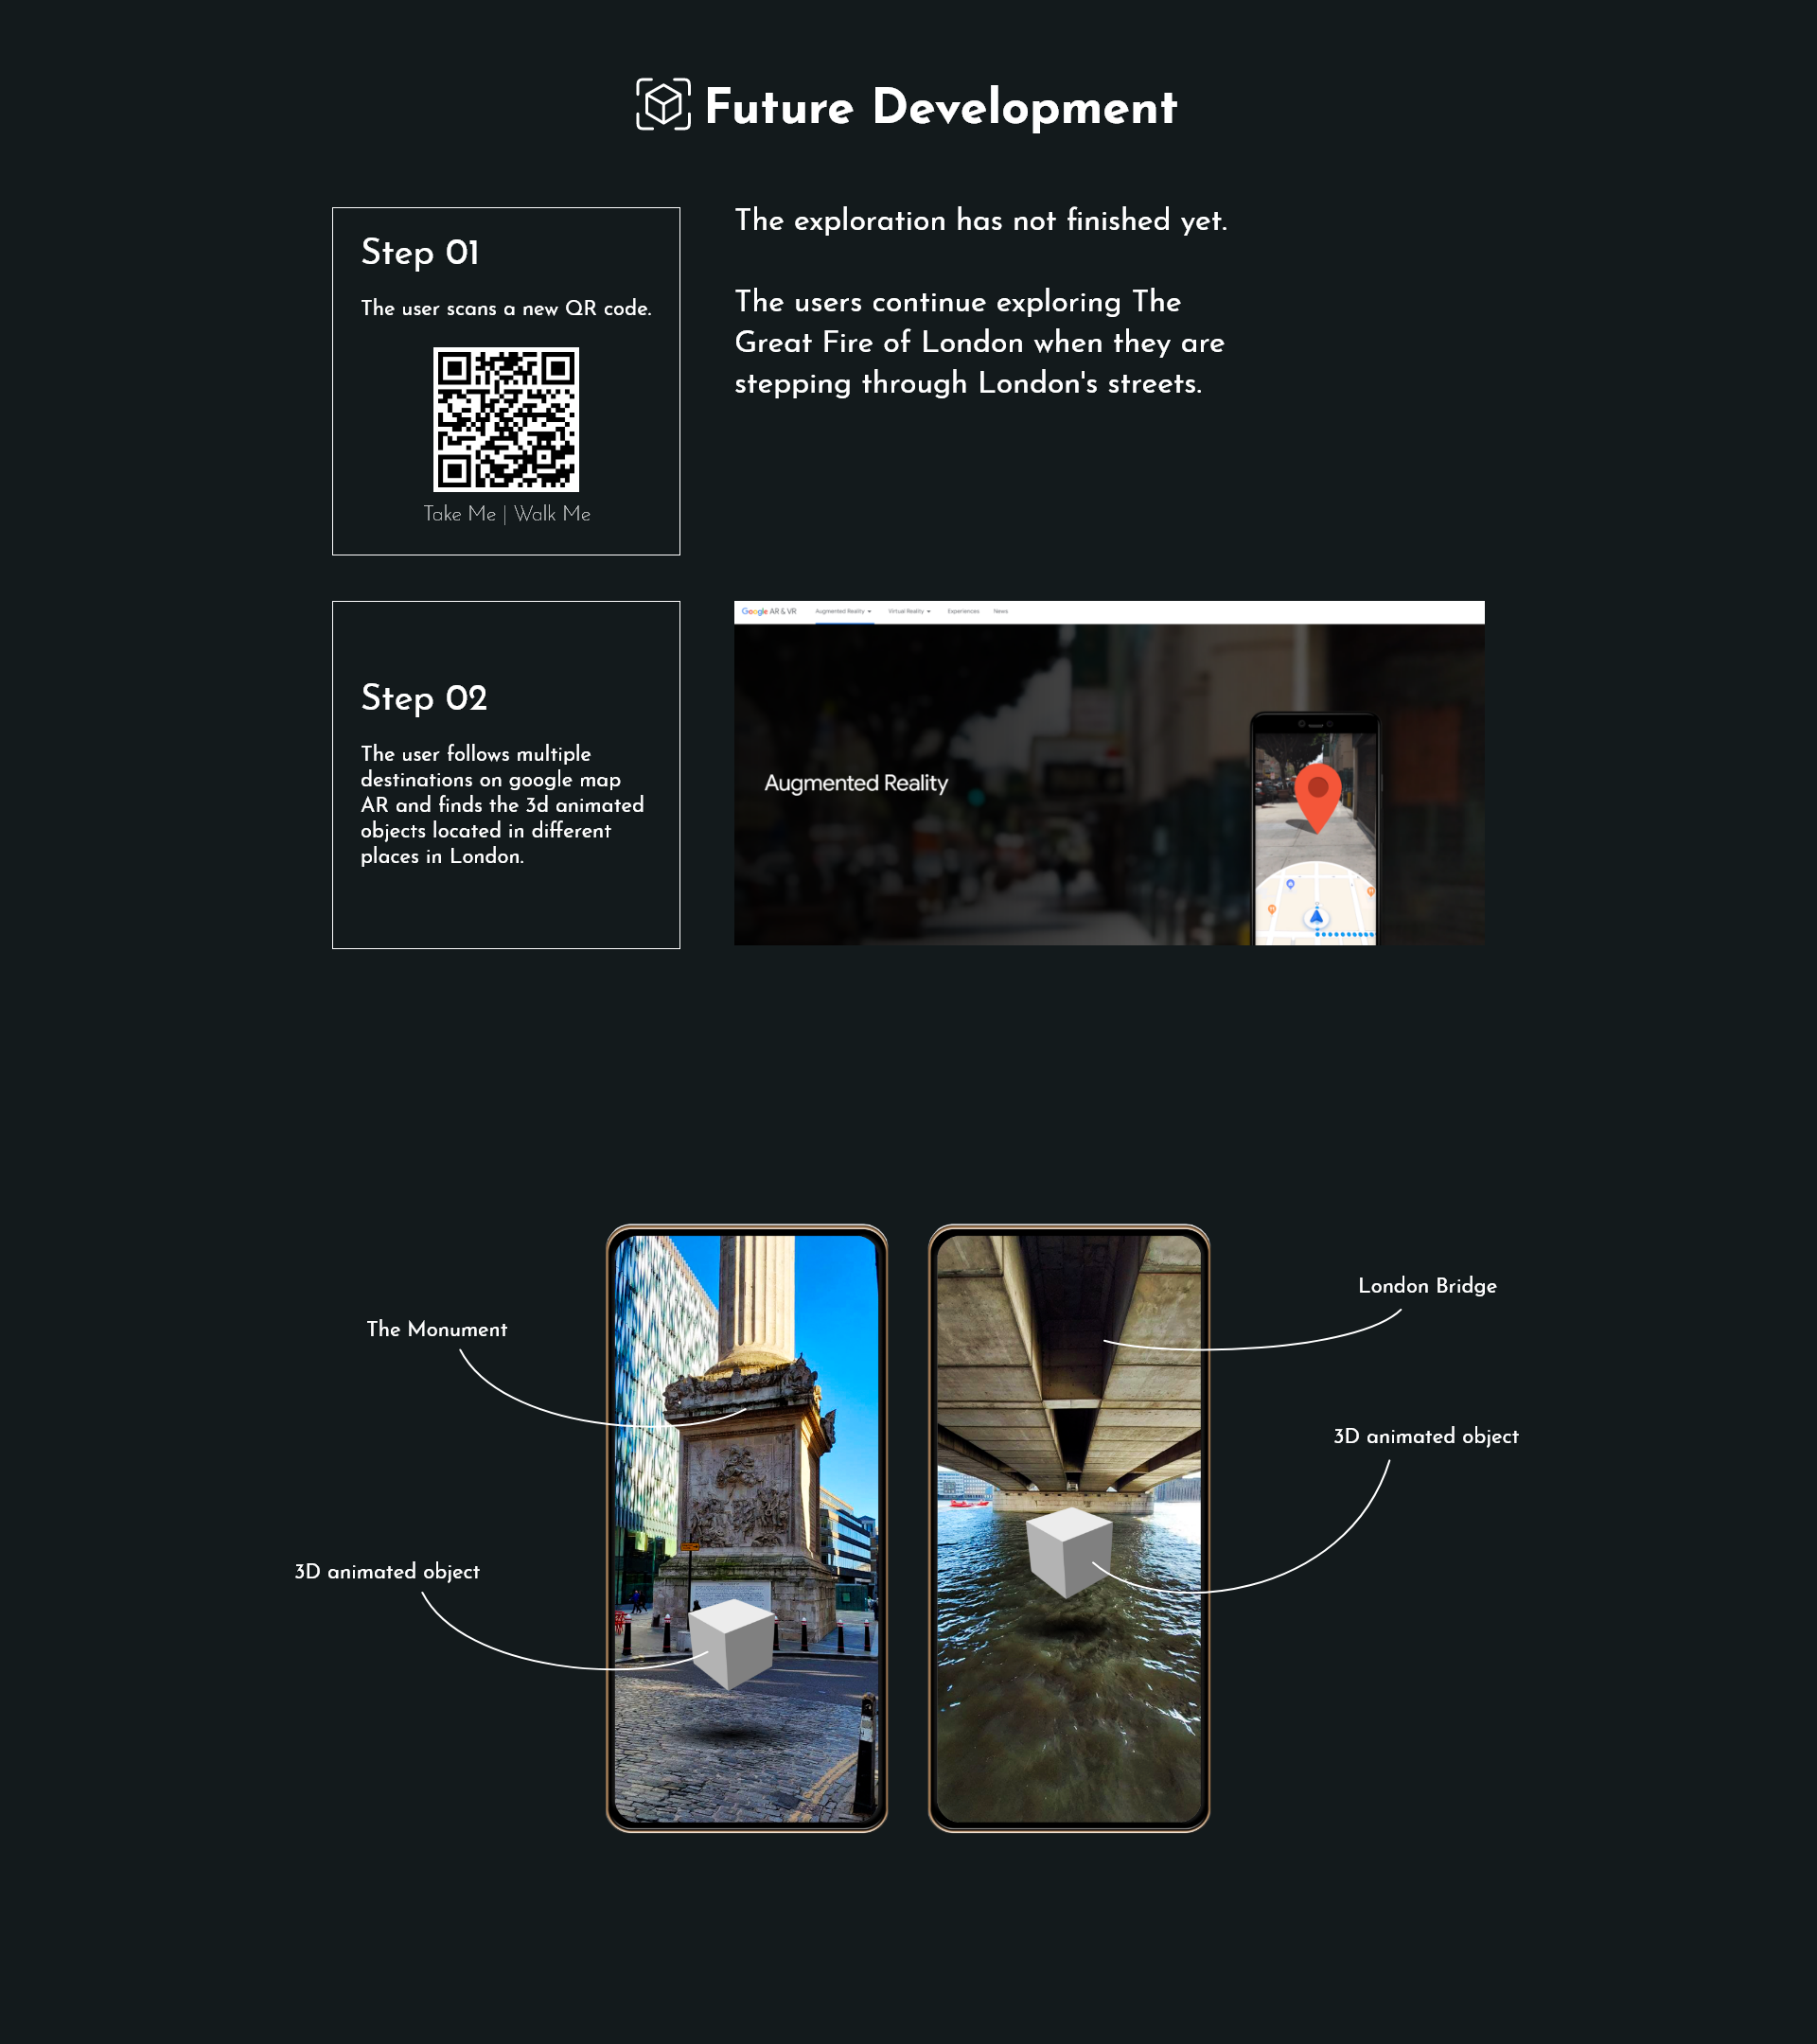 Future Development
Step 01
The user scans a new QR code.
Take Me | Walk Me
The exploration has not finished yet.
The users continue exploring The
Great Fire of London when they are
stepping through London's streets.
Step 02
The user follows multiple
destinations on google map
AR and finds the 3d animated
objects located in different
places in London.
Google AR & VR Augmented Reality Virtual Reality Experiences News
Augmented Reality
The Monument
3D animated object
London Bridge
3D animated object